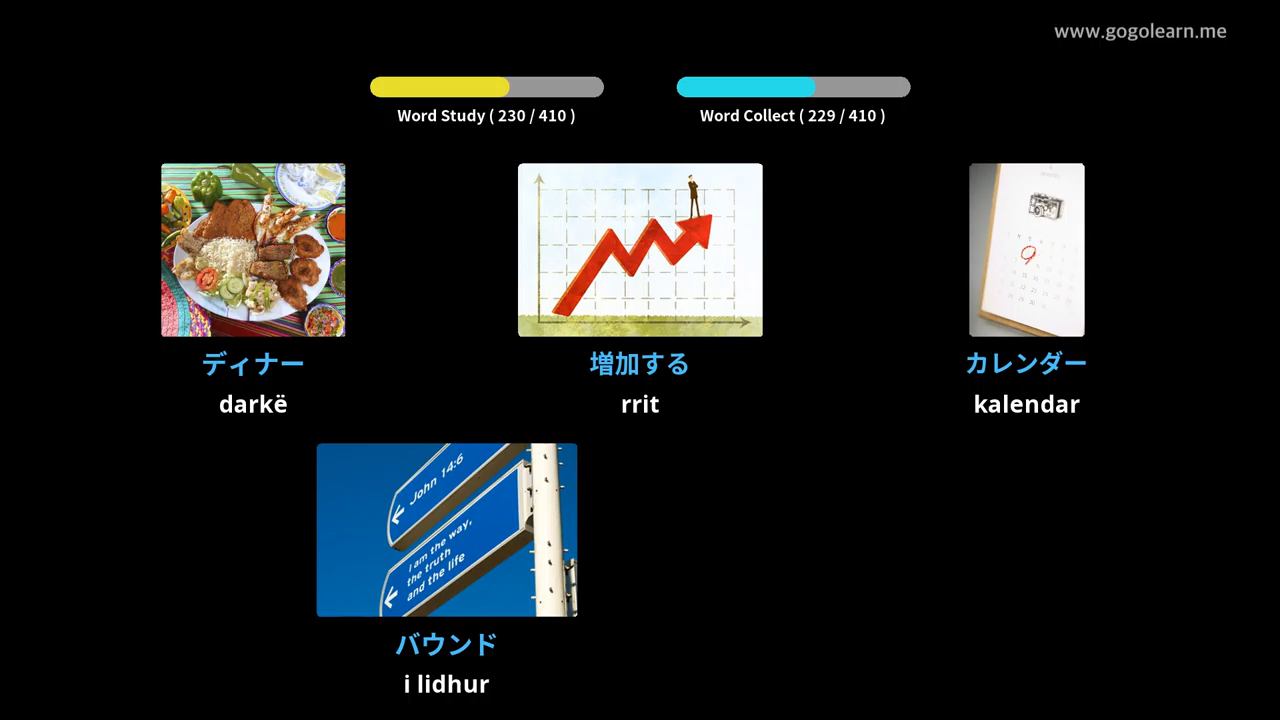 www.gogolearn.me
Word Study ( 230 / 410 )
Word Collect ( 229 / 410 )
ディナー
darkë
増加する
rrit
カレンダー
kalendar
John 14:6
I am the way,
the truth
and the life
バウンド
i lidhur